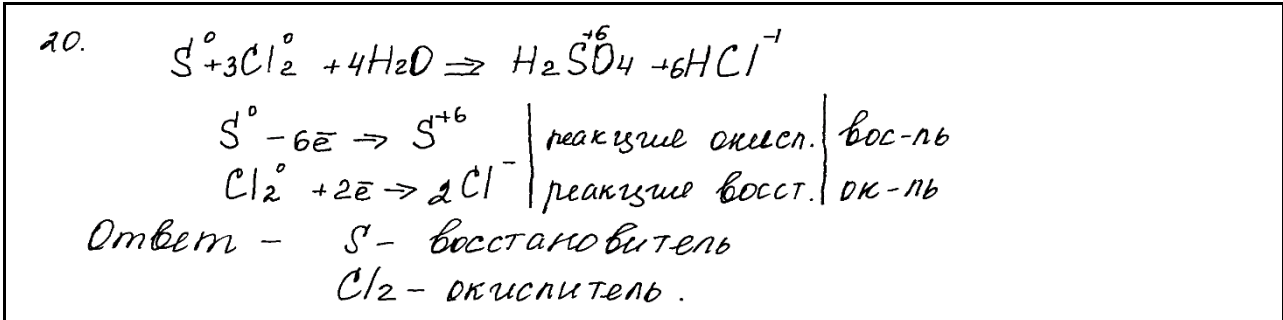 20. S⁰ + 3Cl₂⁰ + 4H₂O ⇒ H₂S⁺⁶O₄ + 6HCl⁻¹
S⁰ - 6ē → S⁺⁶ | реакция окисл. | вос-ль
Cl₂⁰ + 2ē → 2Cl⁻ | реакция восст. | ок-ль
Ответ - S - восстановитель
Cl₂ - окислитель.